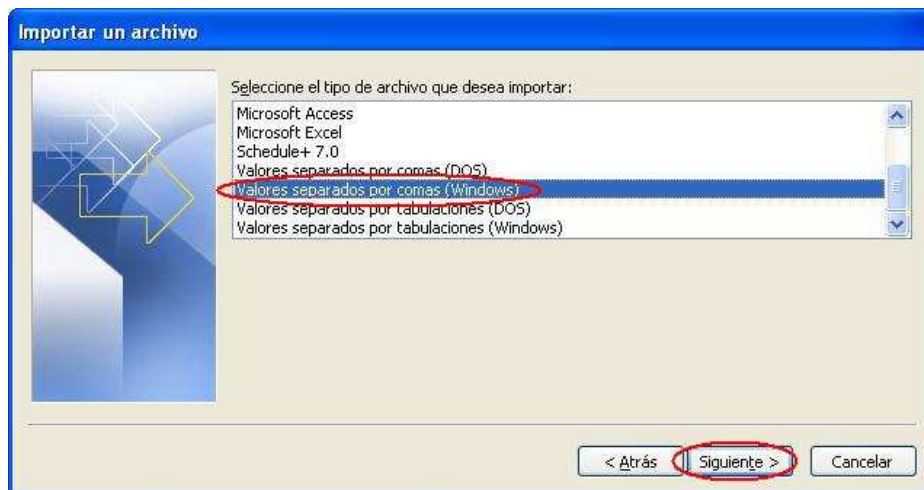 Importar un archivo
Seleccione el tipo de archivo que desea importar:
Microsoft Access
Microsoft Excel
Schedule+ 7.0
Valores separados por comas (DOS)
Valores separados por comas (Windows)
Valores separados por tabulaciones (DOS)
Valores separados por tabulaciones (Windows)
< Atrás Siguiente > Cancelar